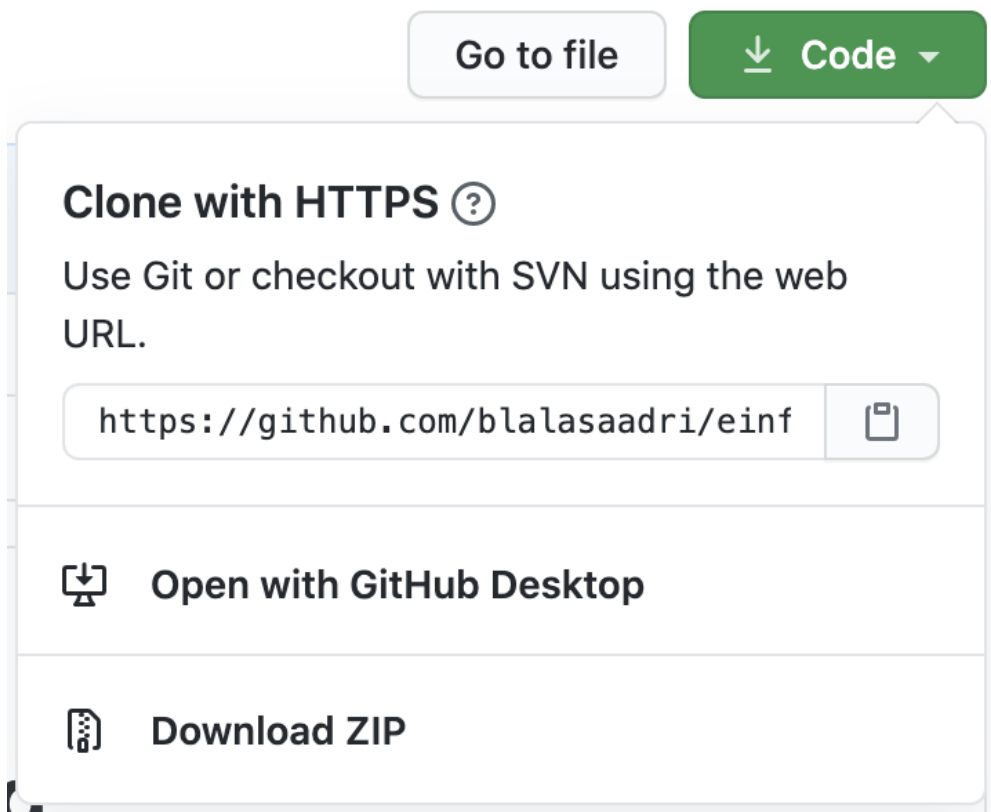 Go to file
Code
Clone with HTTPS
Use Git or checkout with SVN using the web
URL.
https://github.com/blalasaadri/einf
Open with GitHub Desktop
Download ZIP